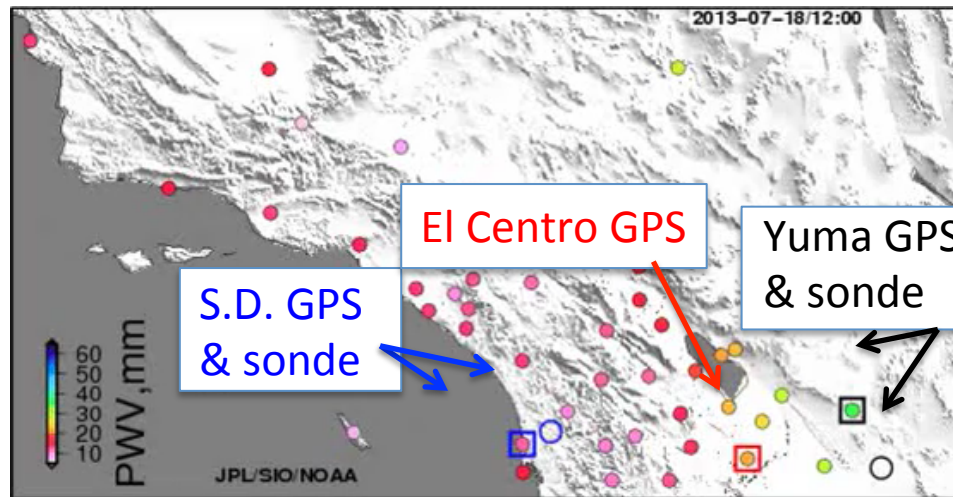 2013-07-18/12:00
El Centro GPS
Yuma GPS
& sonde
S.D. GPS
& sonde
60
50
40
30
20
10
PWV,mm
JPL/SIO/NOAA